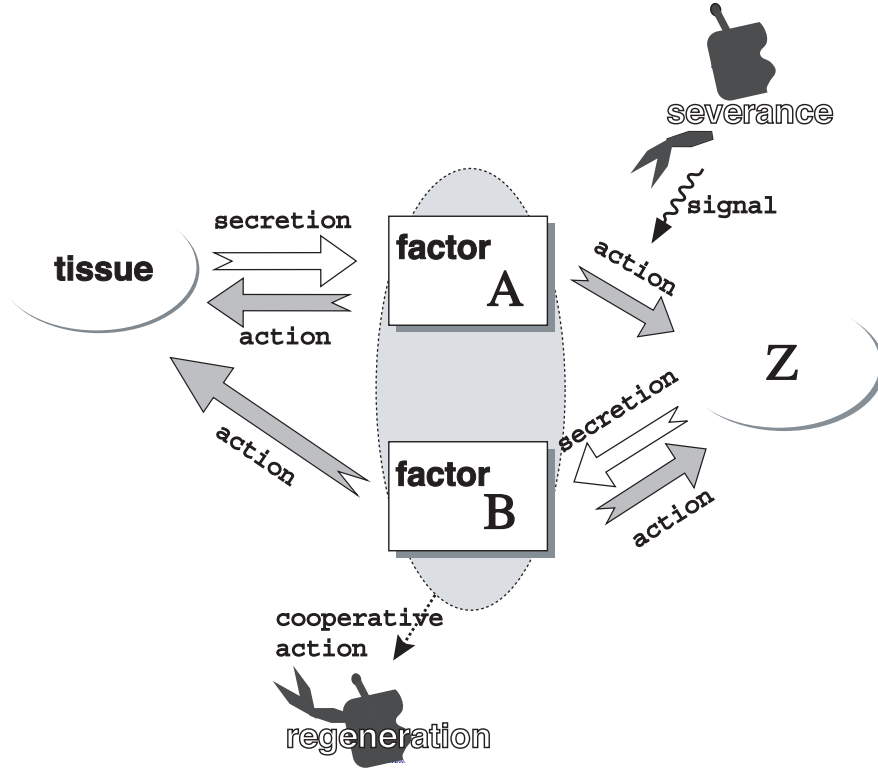 severance
signal
secretion
tissue
action
factor
A
action
Z
secretion
action
factor
B
action
cooperative
action
regeneration